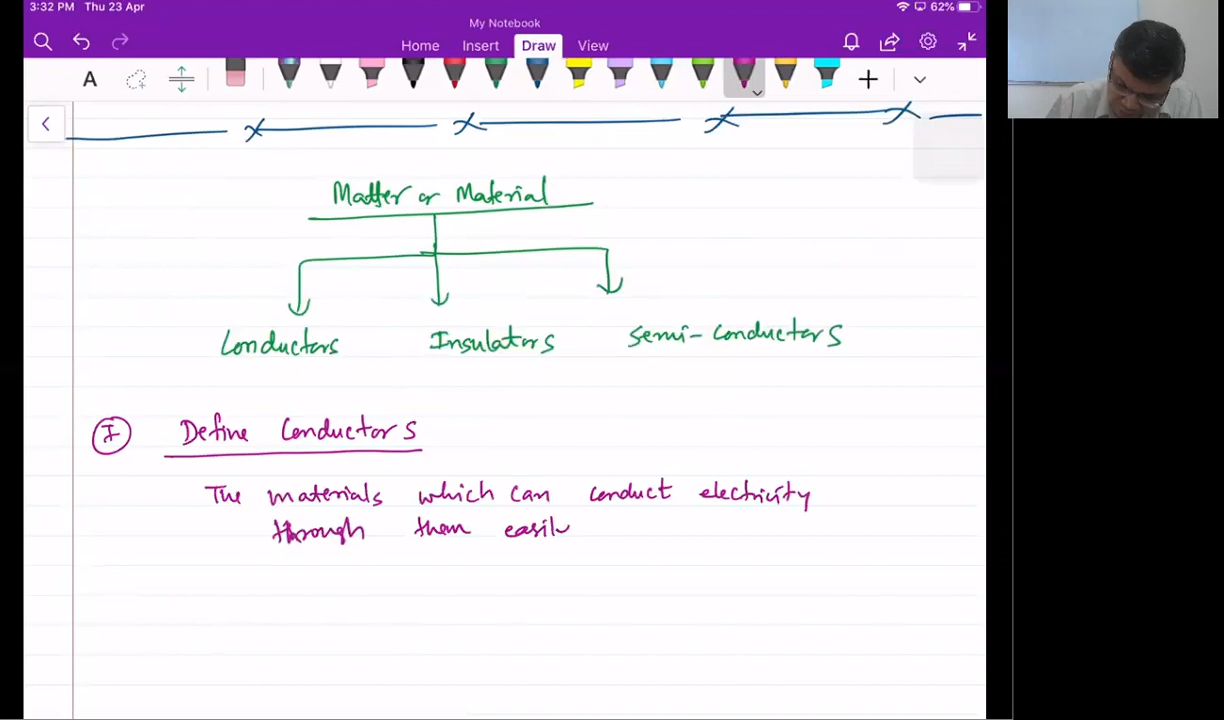 3:32 PM Thu 23 Apr
62%
My Notebook
Home Insert Draw View
A
Matter or Material
Conductors Insulators Semi-Conductors
I Define Conductors
The materials which can conduct electricity
through them easily